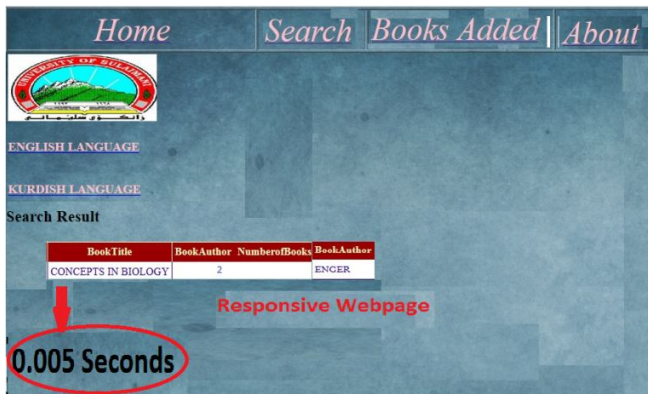 Home Search Books Added About
UNIVERSITY OF SULAIMANI
ENGLISH LANGUAGE
KURDISH LANGUAGE
Search Result
BookTitle BookAuthor NumberofBooks BookAuthor
CONCEPTS IN BIOLOGY 2 ENGER
Responsive Webpage
0.005 Seconds